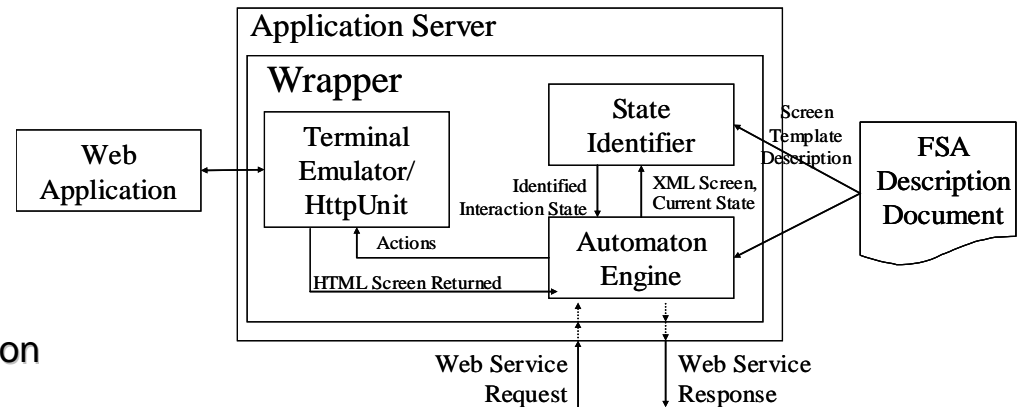 Application Server
Wrapper
Terminal
Emulator/
HttpUnit
State
Identifier
Screen
Template
Description
Web
Application
FSA
Description
Document
Identified
Interaction State
XML Screen,
Current State
Actions
Automaton
Engine
HTML Screen Returned
on
Web Service
Request
Web Service
Response